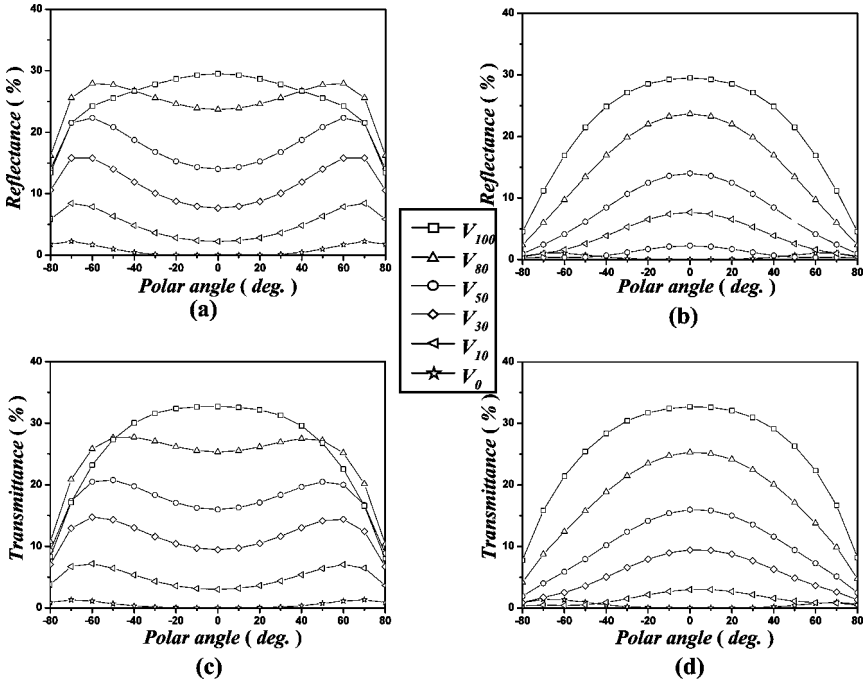 40
30
20
10
0
Reflectance ( % )
-80 -60 -40 -20 0 20 40 60 80
Polar angle ( deg. )
(a)
40
30
20
10
0
Reflectance ( % )
-80 -60 -40 -20 0 20 40 60 80
Polar angle ( deg. )
(b)
V100
V80
V50
V30
V10
V0
40
30
20
10
0
Transmittance ( % )
-80 -60 -40 -20 0 20 40 60 80
Polar angle ( deg. )
(c)
40
30
20
10
0
Transmittance ( % )
-80 -60 -40 -20 0 20 40 60 80
Polar angle ( deg. )
(d)